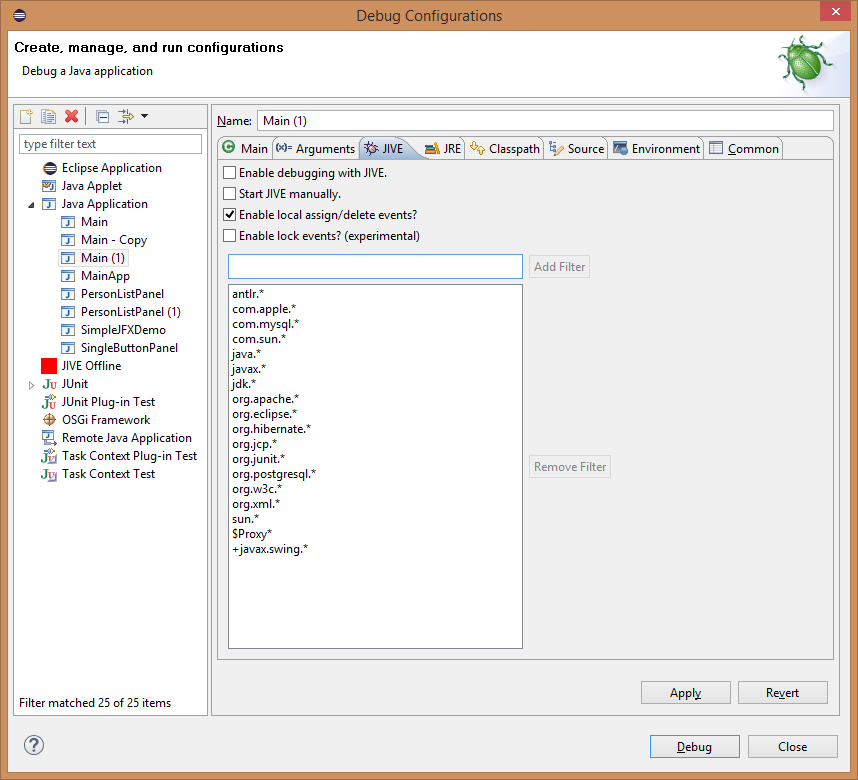 Debug Configurations
Create, manage, and run configurations
Debug a Java application
type filter text
Eclipse Application
Java Applet
Java Application
Main
Main - Copy
Main (1)
MainApp
PersonListPanel
PersonListPanel (1)
SimpleJFXDemo
SingleButtonPanel
JIVE Offline
JUnit
JUnit Plug-in Test
OSGi Framework
Remote Java Application
Task Context Plug-in Test
Task Context Test
Filter matched 25 of 25 items
Name: Main (1)
Main (x)= Arguments JIVE JRE Classpath Source Environment Common
Enable debugging with JIVE.
Start JIVE manually.
Enable local assign/delete events?
Enable lock events? (experimental)
Add Filter
antlr.*
com.apple.*
com.mysql.*
com.sun.*
java.*
javax.*
jdk.*
org.apache.*
org.eclipse.*
org.hibernate.*
org.jcp.*
org.junit.*
org.postgresql.*
org.w3c.*
org.xml.*
sun.*
$Proxy*
+javax.swing.*
Remove Filter
Apply Revert
? Debug Close